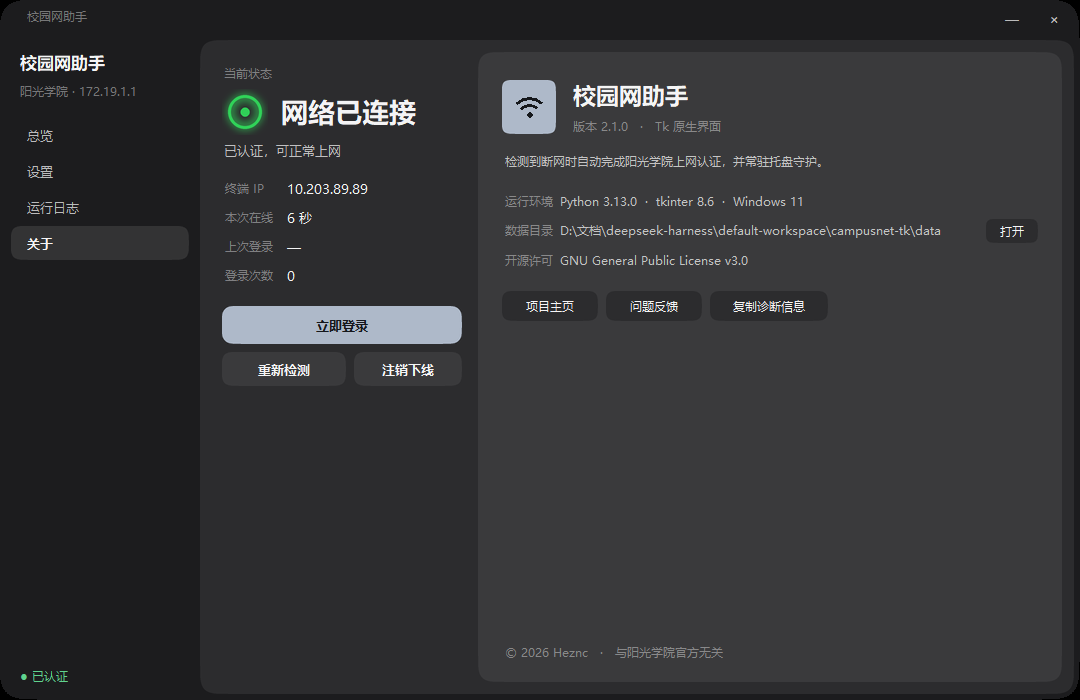 校园网助手
— ×
校园网助手
阳光学院 · 172.19.1.1
总览
设置
运行日志
关于
● 已认证
当前状态
网络已连接
已认证，可正常上网
终端 IP 10.203.89.89
本次在线 6 秒
上次登录 —
登录次数 0
立即登录
重新检测 注销下线
校园网助手
版本 2.1.0 · Tk 原生界面
检测到断网时自动完成阳光学院上网认证，并常驻托盘守护。
运行环境 Python 3.13.0 · tkinter 8.6 · Windows 11
数据目录 D:\文档\deepseek-harness\default-workspace\campusnet-tk\data 打开
开源许可 GNU General Public License v3.0
项目主页 问题反馈 复制诊断信息
© 2026 Heznc · 与阳光学院官方无关